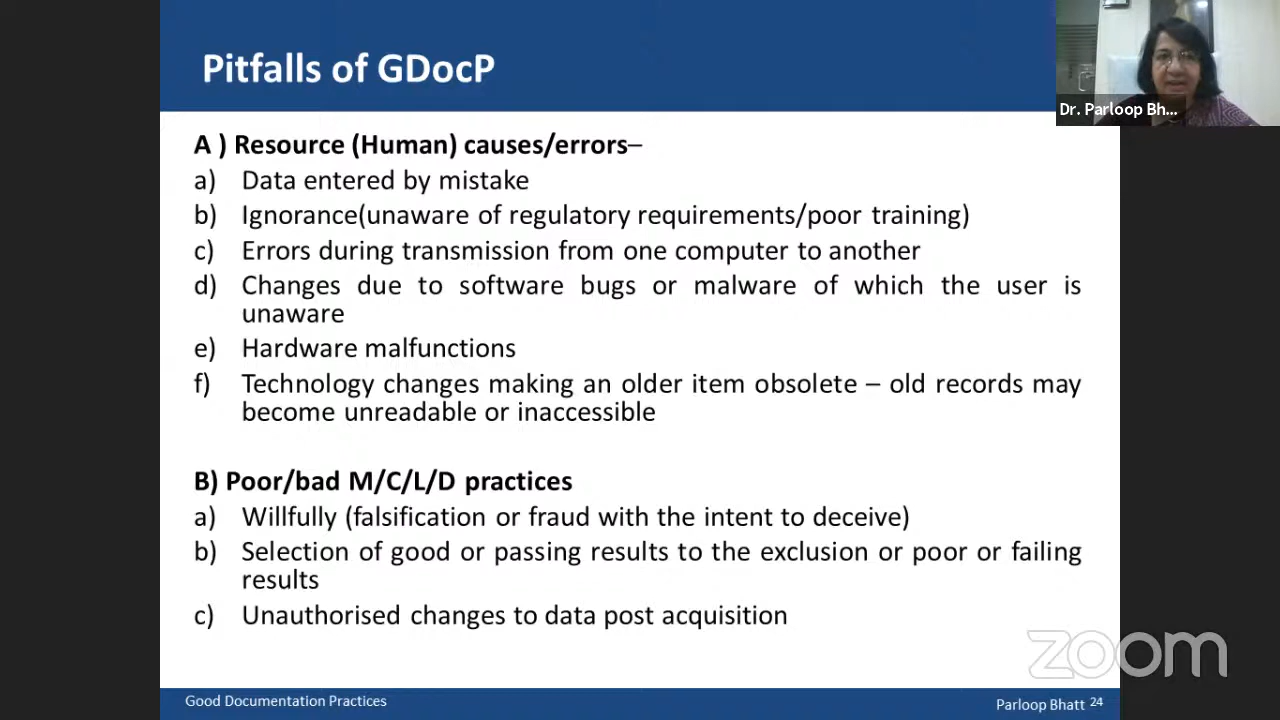 Pitfalls of GDocP
Dr. Parloop Bh...
A ) Resource (Human) causes/errors–
a) Data entered by mistake
b) Ignorance(unaware of regulatory requirements/poor training)
c) Errors during transmission from one computer to another
d) Changes due to software bugs or malware of which the user is
unaware
e) Hardware malfunctions
f) Technology changes making an older item obsolete – old records may
become unreadable or inaccessible
B) Poor/bad M/C/L/D practices
a) Willfully (falsification or fraud with the intent to deceive)
b) Selection of good or passing results to the exclusion or poor or failing
results
c) Unauthorised changes to data post acquisition
zoom
Good Documentation Practices
Parloop Bhatt 24